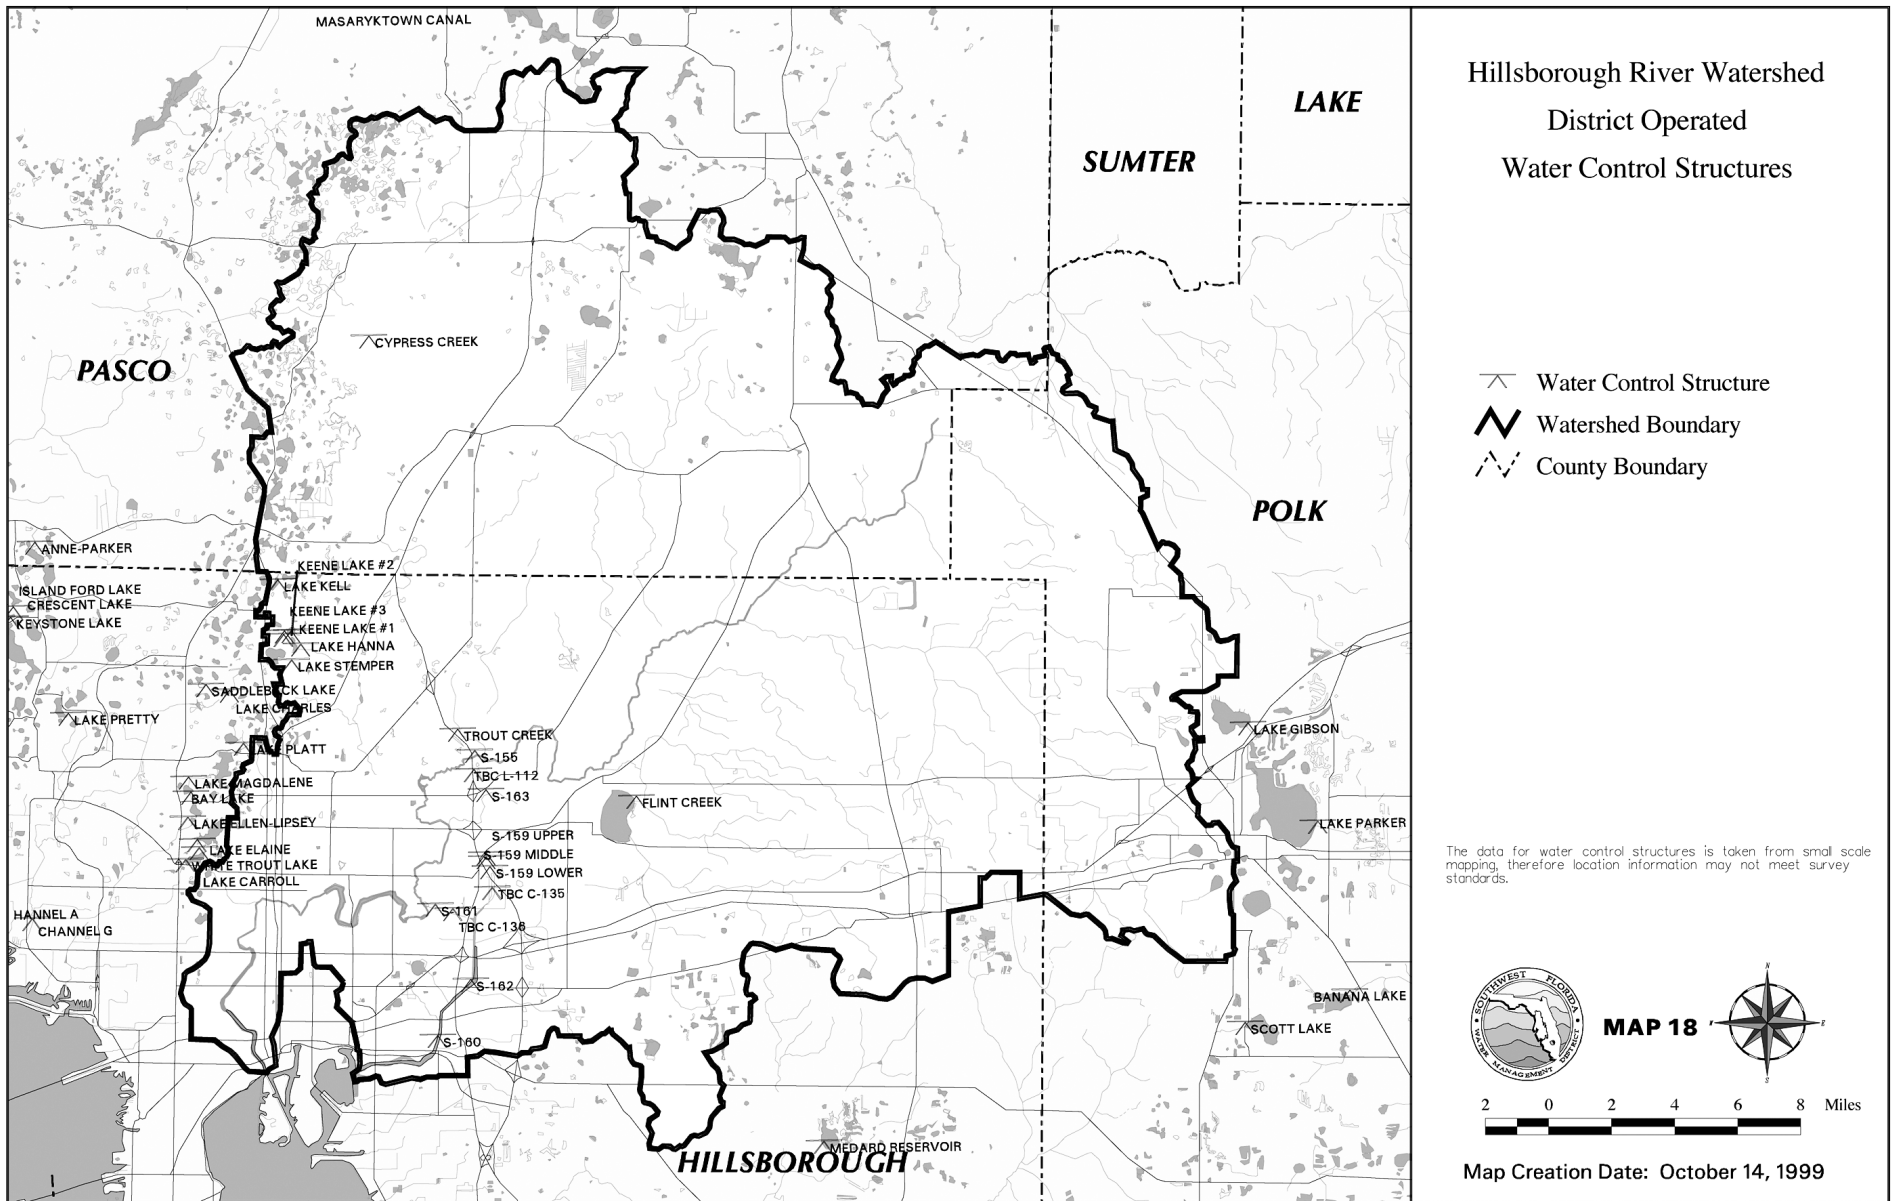 MASARYKTOWN CANAL
LAKE
SUMTER
CYPRESS CREEK
PASCO
POLK
ANNE-PARKER
KEENE LAKE #2
LAKE KELL
ISLAND FORD LAKE
CRESCENT LAKE
KEENE LAKE #3
KEYSTONE LAKE
KEENE LAKE #1
LAKE HANNA
LAKE STEMPER
SADDLEBACK LAKE
LAKE CHARLES
LAKE PRETTY
LAKE PLATT
TROUT CREEK
S-155
TBC L-112
S-163
LAKE GIBSON
LAKE MAGDALENE
BAY LAKE
FLINT CREEK
LAKE ELLEN-LIPSEY
LAKE PARKER
S-159 UPPER
LAKE ELAINE
S-159 MIDDLE
WHITE TROUT LAKE
S-159 LOWER
LAKE CARROLL
TBC C-135
HANNEL A
S-161
CHANNEL G
TBC C-136
S-162
BANANA LAKE
SCOTT LAKE
S-160
MEDARD RESERVOIR
HILLSBOROUGH
Hillsborough River Watershed
District Operated
Water Control Structures
Water Control Structure
Watershed Boundary
County Boundary
The data for water control structures is taken from small scale
mapping, therefore location information may not meet survey
standards.
SOUTHWEST FLORIDA
WATER MANAGEMENT DISTRICT
MAP 18
N
E
S
2 0 2 4 6 8 Miles
Map Creation Date: October 14, 1999